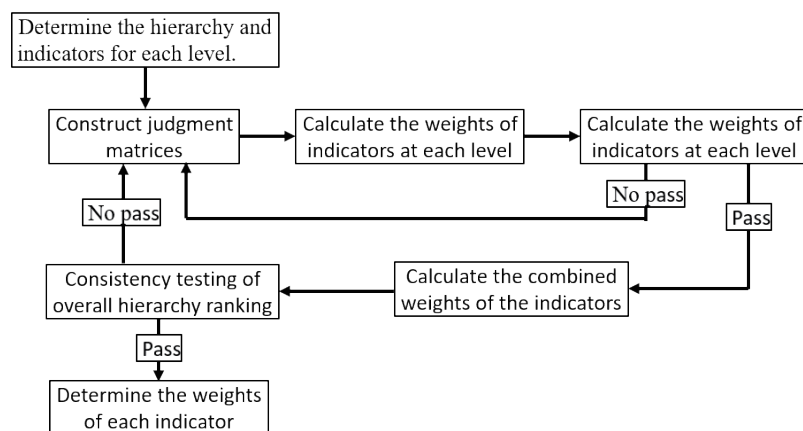 Determine the hierarchy and
indicators for each level.
Construct judgment
matrices
Calculate the weights of
indicators at each level
Calculate the weights of
indicators at each level
No pass
No pass
Pass
Consistency testing of
overall hierarchy ranking
Calculate the combined
weights of the indicators
Pass
Determine the weights
of each indicator